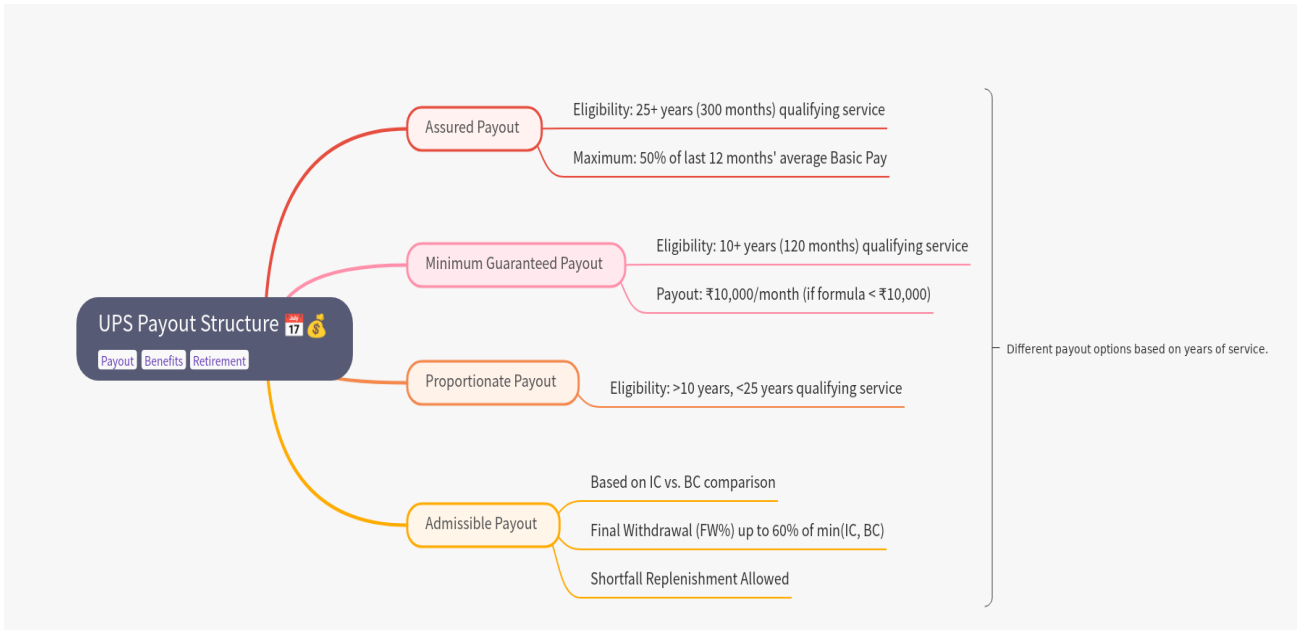 UPS Payout Structure 📅💰
Payout Benefits Retirement
Assured Payout
Eligibility: 25+ years (300 months) qualifying service
Maximum: 50% of last 12 months' average Basic Pay
Minimum Guaranteed Payout
Eligibility: 10+ years (120 months) qualifying service
Payout: ₹10,000/month (if formula < ₹10,000)
Proportionate Payout
Eligibility: >10 years, <25 years qualifying service
Admissible Payout
Based on IC vs. BC comparison
Final Withdrawal (FW%) up to 60% of min(IC, BC)
Shortfall Replenishment Allowed
Different payout options based on years of service.